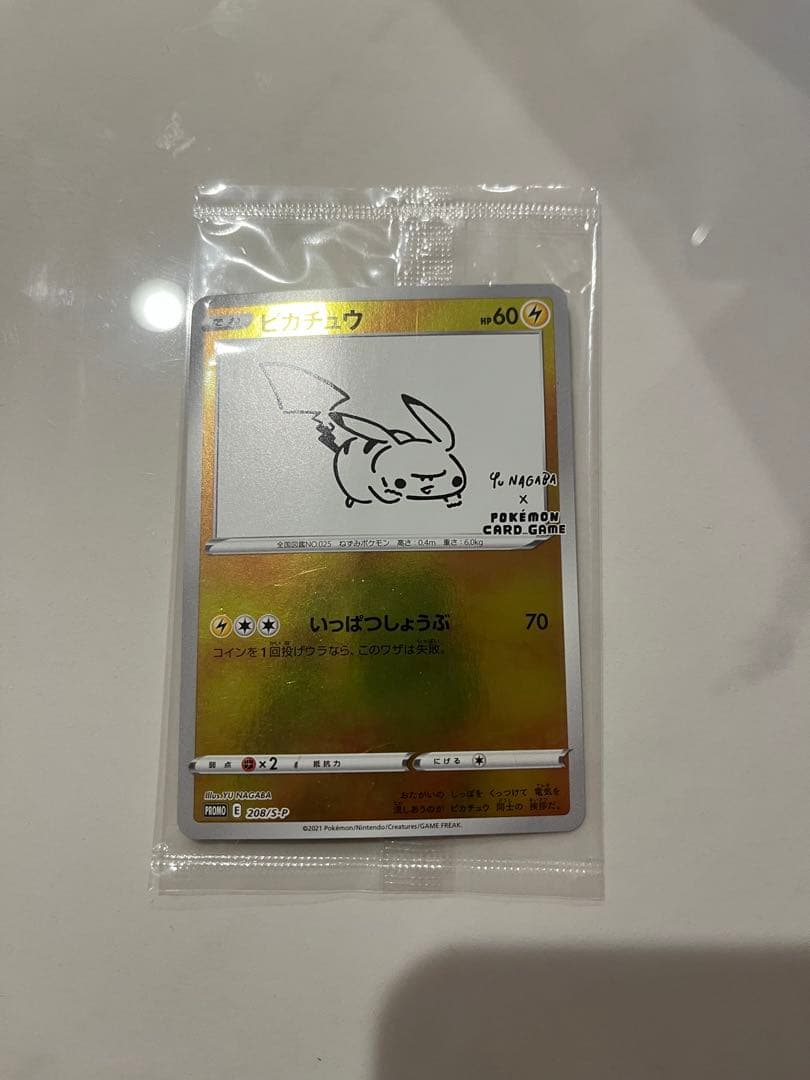 たね ピカチュウ HP60
Yu NAGABA
×
POKÉMON
CARD GAME
全国図鑑NO.025 ねずみポケモン 高さ:0.4m 重さ:6.0kg
いっぱつしょうぶ 70
コインを1回投げウラなら、このワザは失敗。
弱点 ×2 抵抗力 にげる
Illus. YU NAGABA
おたがいの しっぽを くっつけて 電気を
流しあうのが ピカチュウ 同士の 挨拶だ。
PROMO E 208/S-P
©2021 Pokémon/Nintendo/Creatures/GAME FREAK.